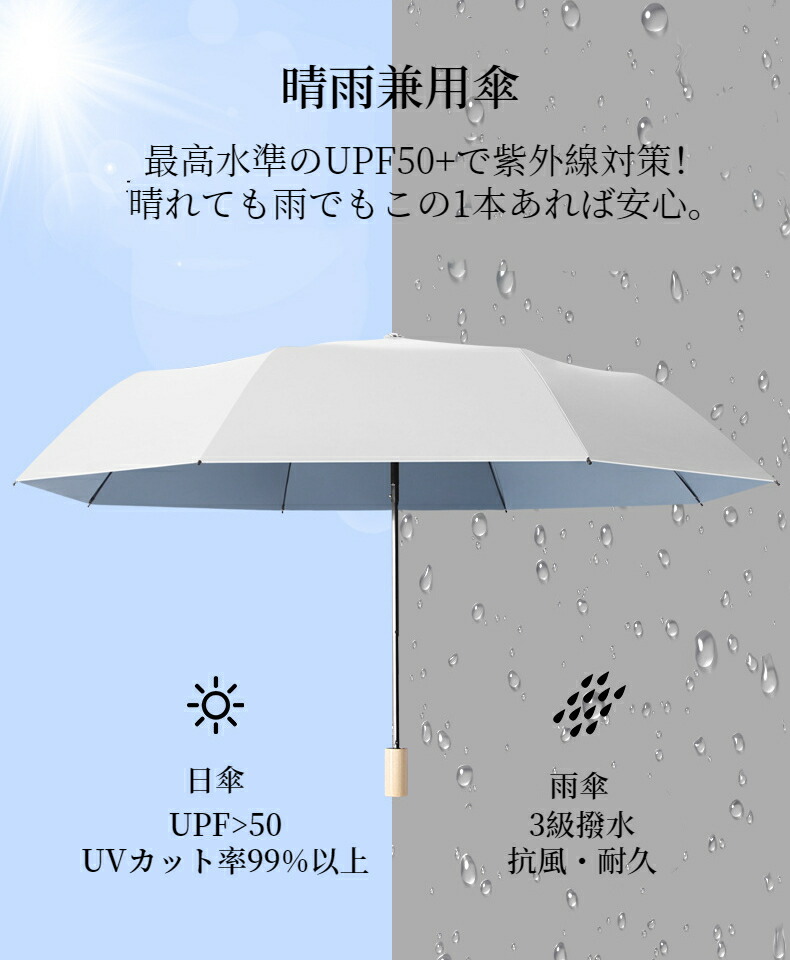 晴雨兼用傘
最高水準のUPF50+で紫外線対策!
晴れても雨でもこの1本あれば安心。
日傘
UPF>50
UVカット率99%以上
雨傘
3級撥水
抗風・耐久